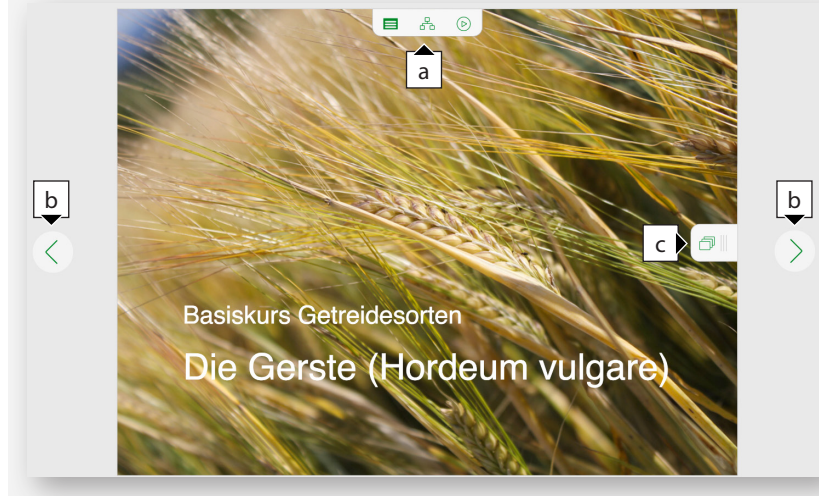 a
b
b
c
Basiskurs Getreidesorten
Die Gerste (Hordeum vulgare)